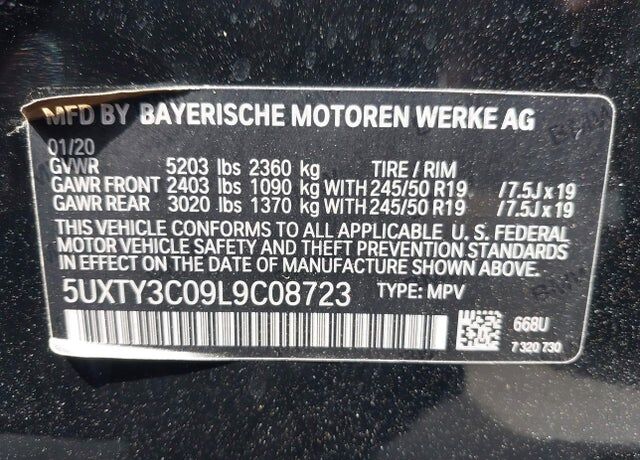 MFD BY BAYERISCHE MOTOREN WERKE AG
01/20
GVWR 5203 lbs 2360 kg TIRE / RIM
GAWR FRONT 2403 lbs 1090 kg WITH 245/50 R19 / 7.5J x 19
GAWR REAR 3020 lbs 1370 kg WITH 245/50 R19 / 7.5J x 19
THIS VEHICLE CONFORMS TO ALL APPLICABLE U. S. FEDERAL
MOTOR VEHICLE SAFETY AND THEFT PREVENTION STANDARDS
IN EFFECT ON THE DATE OF MANUFACTURE SHOWN ABOVE.
5UXTY3C09L9C08723 TYPE: MPV
668U
7 320 730